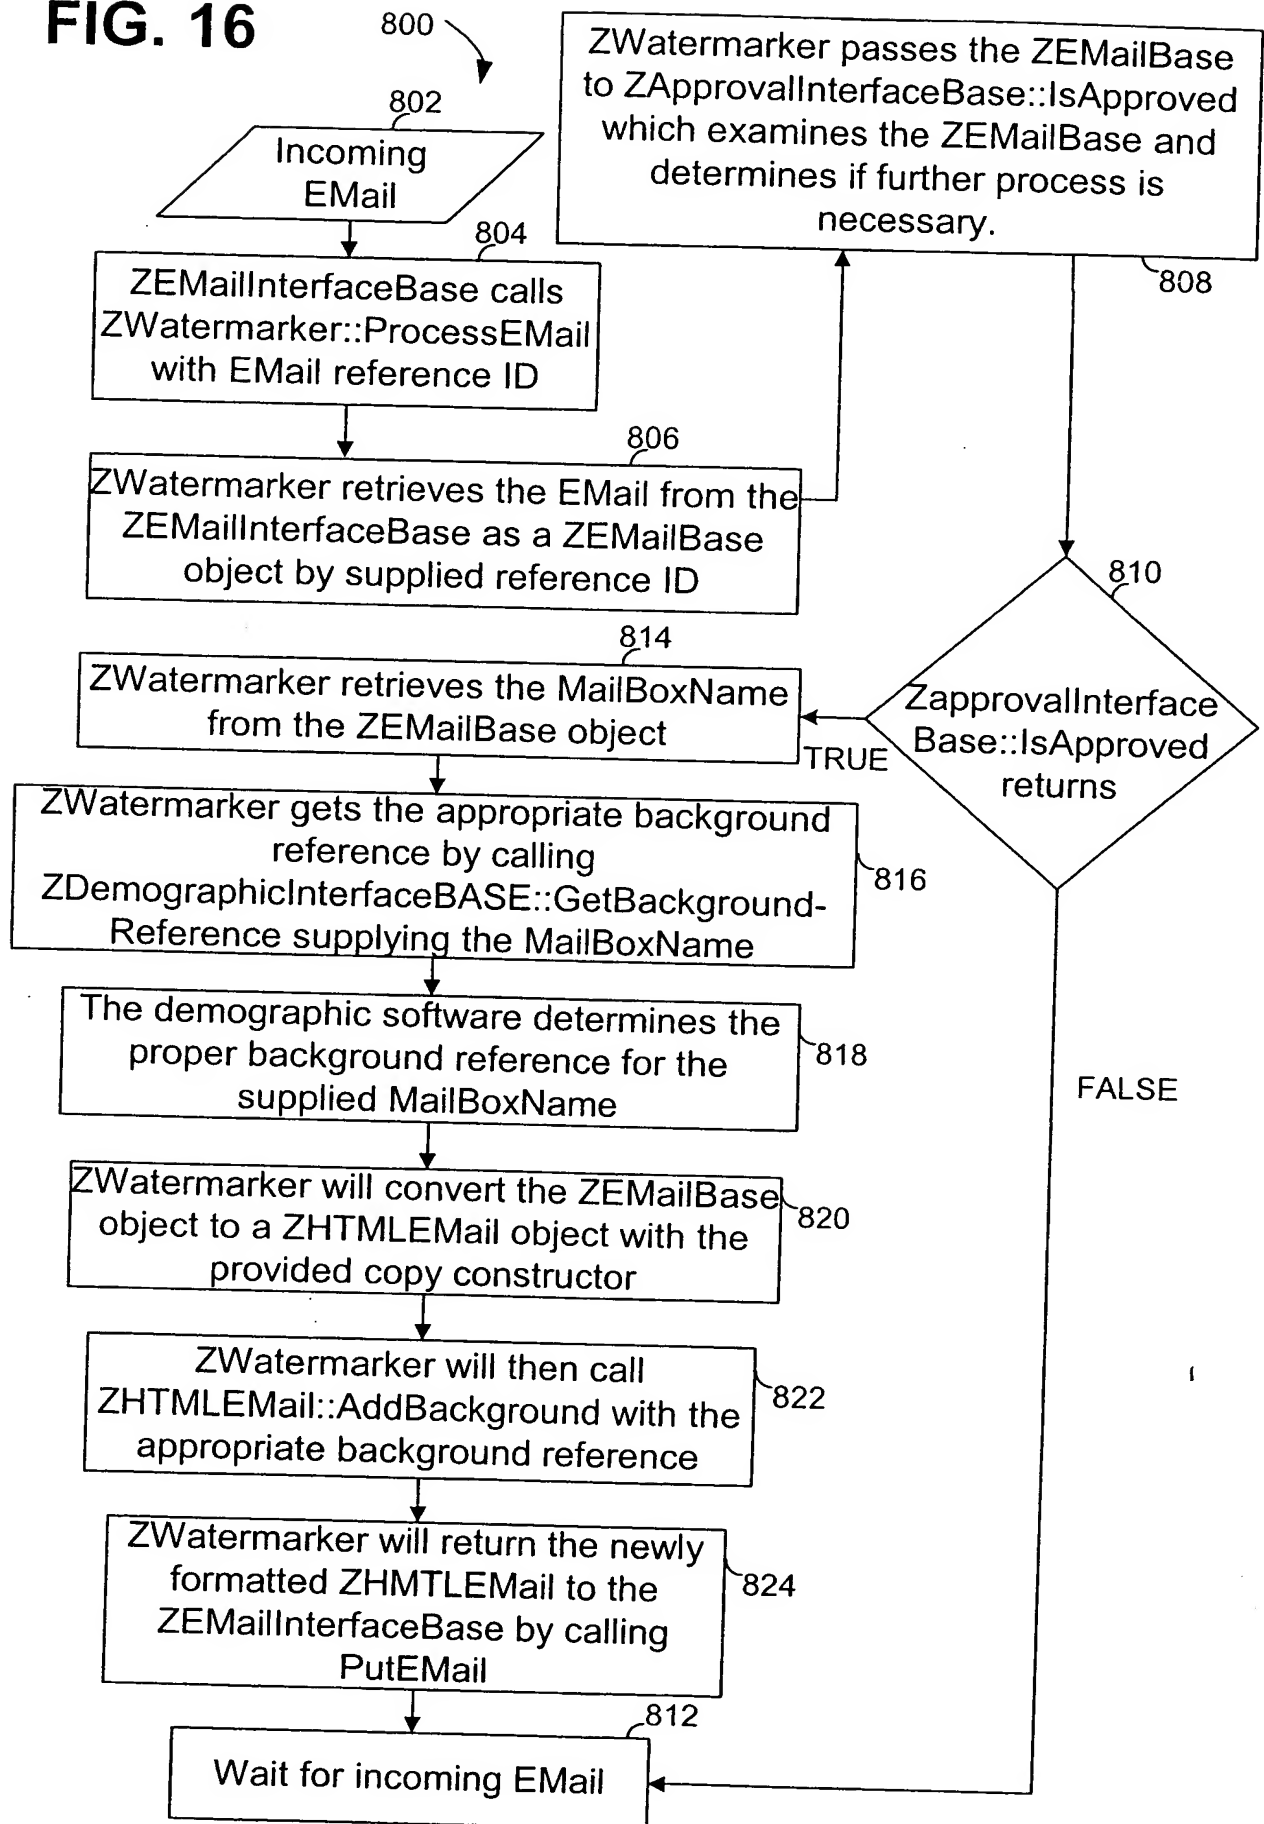 FIG. 16
800
802
Incoming
EMail
804
ZEMailInterfaceBase calls
ZWatermarker::ProcessEMail
with EMail reference ID
806
ZWatermarker retrieves the EMail from the
ZEMailInterfaceBase as a ZEMailBase
object by supplied reference ID
ZWatermarker passes the ZEMailBase
to ZApprovalInterfaceBase::IsApproved
which examines the ZEMailBase and
determines if further process is
necessary.
808
810
ZapprovalInterface
Base::IsApproved
returns
TRUE
FALSE
814
ZWatermarker retrieves the MailBoxName
from the ZEMailBase object
ZWatermarker gets the appropriate background
reference by calling
ZDemographicInterfaceBASE::GetBackground-
Reference supplying the MailBoxName
816
The demographic software determines the
proper background reference for the
supplied MailBoxName
818
ZWatermarker will convert the ZEMailBase
object to a ZHTMLEMail object with the
provided copy constructor
820
ZWatermarker will then call
ZHTMLEMail::AddBackground with the
appropriate background reference
822
ZWatermarker will return the newly
formatted ZHMTLEMail to the
ZEMailInterfaceBase by calling
PutEMail
824
812
Wait for incoming EMail